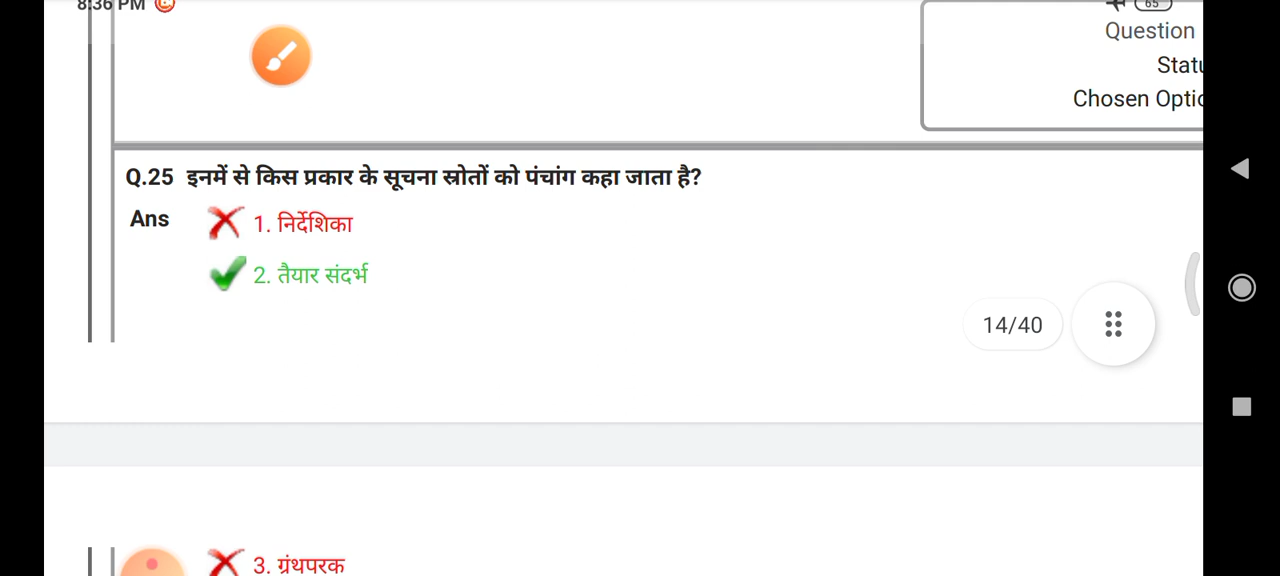 8:36 PM
65
Question
Statu
Chosen Optio
Q.25 इनमें से किस प्रकार के सूचना स्रोतों को पंचांग कहा जाता है?
Ans 1. निर्देशिका
2. तैयार संदर्भ
14/40
3. ग्रंथपरक